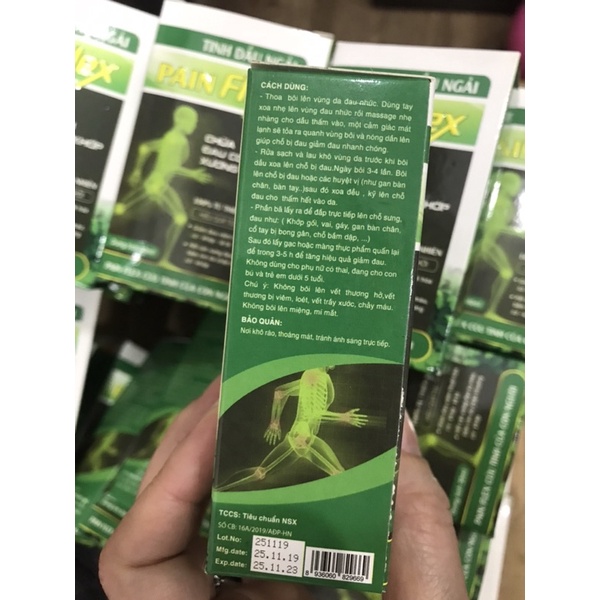 TINH DẦU NGẢI
PAIN
CÁCH DÙNG:
- Thoa bôi lên vùng da đau nhức. Dùng tay
xoa nhẹ lên vùng đau nhức rồi massage nhẹ
nhàng cho dầu thấm vào, một cảm giác mát
lạnh sẽ tỏa ra quanh vùng bôi và nóng dần lên
giúp chỗ đau giảm đau nhanh chóng.
- Rửa sạch và lau khô vùng da trước khi bôi
dầu xoa lên chỗ bị đau.Ngày bôi 3-4 lần. Bôi
lên chỗ bị đau hoặc các huyệt vị (như gan bàn
chân, bàn tay..)sau đó xoa đều , kỹ lên chỗ
đau cho thấm hết vào da.
- Phần bã lấy ra để đắp trực tiếp lên chỗ sưng,
đau như: ( Khớp gối, vai, gáy, gan bàn chân,
cổ tay bị bong gân, chỗ bầm dập, ...)
Sau đó lấy gạc hoặc màng thực phẩm quấn lại
để trong 3-5 h để tăng hiệu quả giảm đau.
Không dùng cho phụ nữ có thai, đang cho con
bú và trẻ em dưới 5 tuổi.
Chú ý: Không bôi lên vết thương hở,vết
thương bị viêm, loét, vết trầy xước, chảy máu.
Không bôi lên miệng, mi mắt.
BẢO QUẢN:
Nơi khô ráo, thoáng mát, tránh ánh sáng trực tiếp.
TCCS: Tiêu chuẩn NSX
SỐ CB: 16A/2019/AĐP-HN
Lot.No: 251119
Mfg.date: 25.11.19
Exp.date: 25.11.23
8 936060 829669